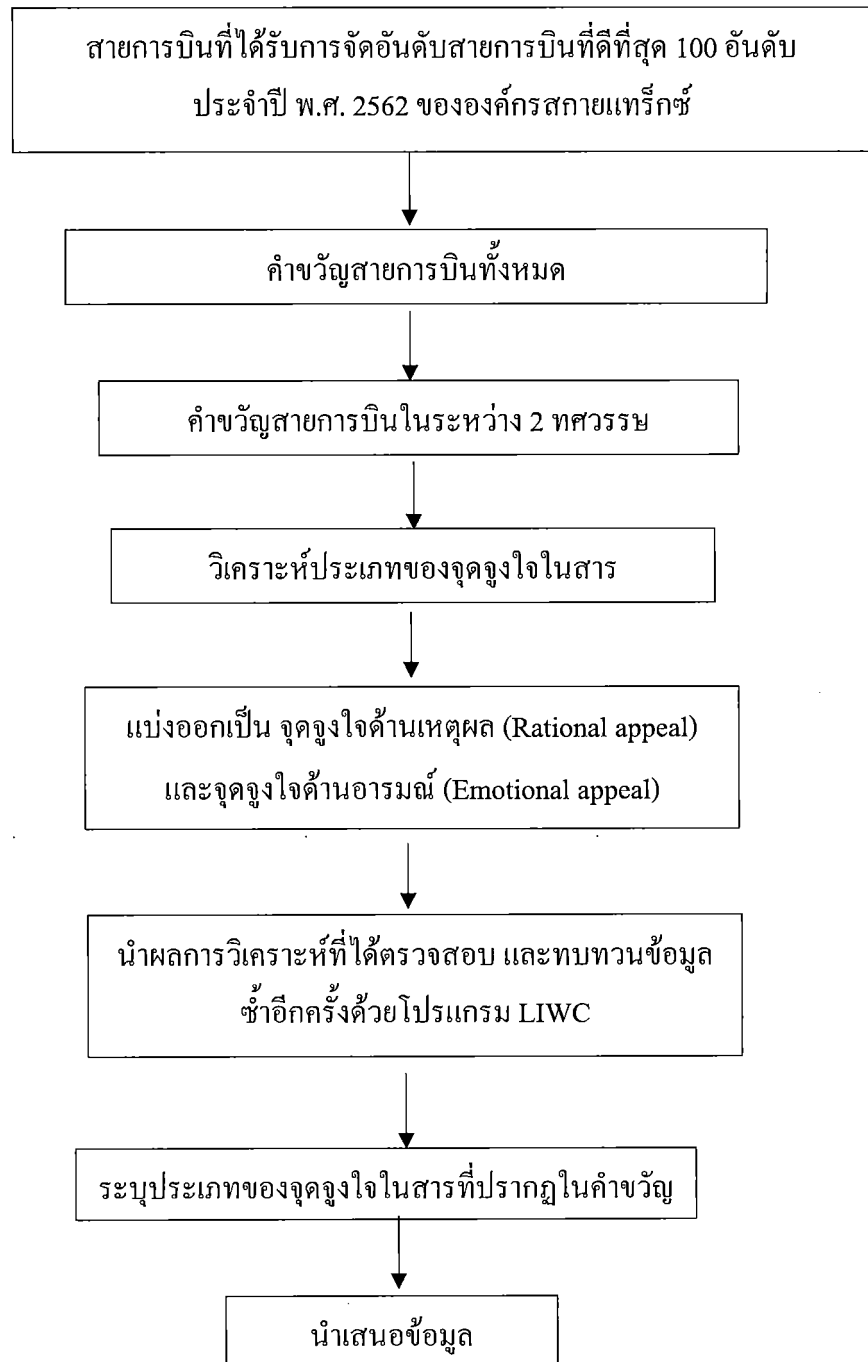 สายการบินที่ได้รับการจัดอันดับสายการบินที่ดีที่สุด 100 อันดับ
ประจำปี พ.ศ. 2562 ขององค์กรสกายแทร็กซ์
คำขวัญสายการบินทั้งหมด
คำขวัญสายการบินในระหว่าง 2 ทศวรรษ
วิเคราะห์ประเภทของจุดจูงใจในสาร
แบ่งออกเป็น จุดจูงใจด้านเหตุผล (Rational appeal)
และจุดจูงใจด้านอารมณ์ (Emotional appeal)
นำผลการวิเคราะห์ที่ได้ตรวจสอบ และทบทวนข้อมูล
ซ้ำอีกครั้งด้วยโปรแกรม LIWC
ระบุประเภทของจุดจูงใจในสารที่ปรากฏในคำขวัญ
นำเสนอข้อมูล